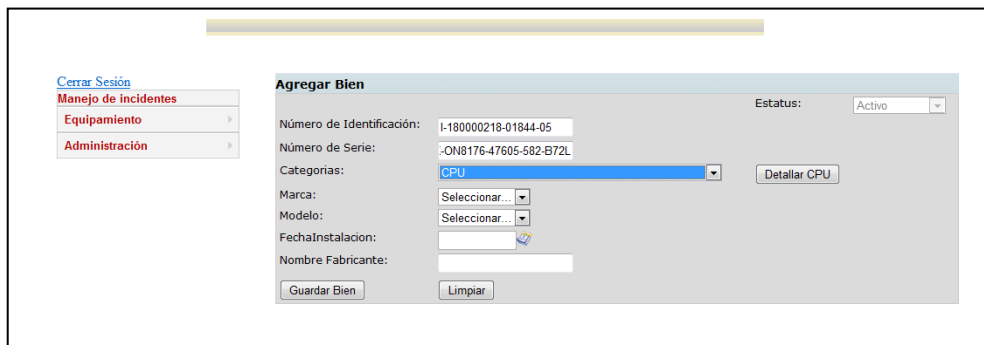 Cerrar Sesión
Manejo de incidentes
Equipamiento
Administración
Agregar Bien
Estatus: Activo
Número de Identificación: I-180000218-01844-05
Número de Serie: -ON8176-47605-582-B72L
Categorias: CPU Detallar CPU
Marca: Seleccionar...
Modelo: Seleccionar...
FechaInstalacion:
Nombre Fabricante:
Guardar Bien Limpiar